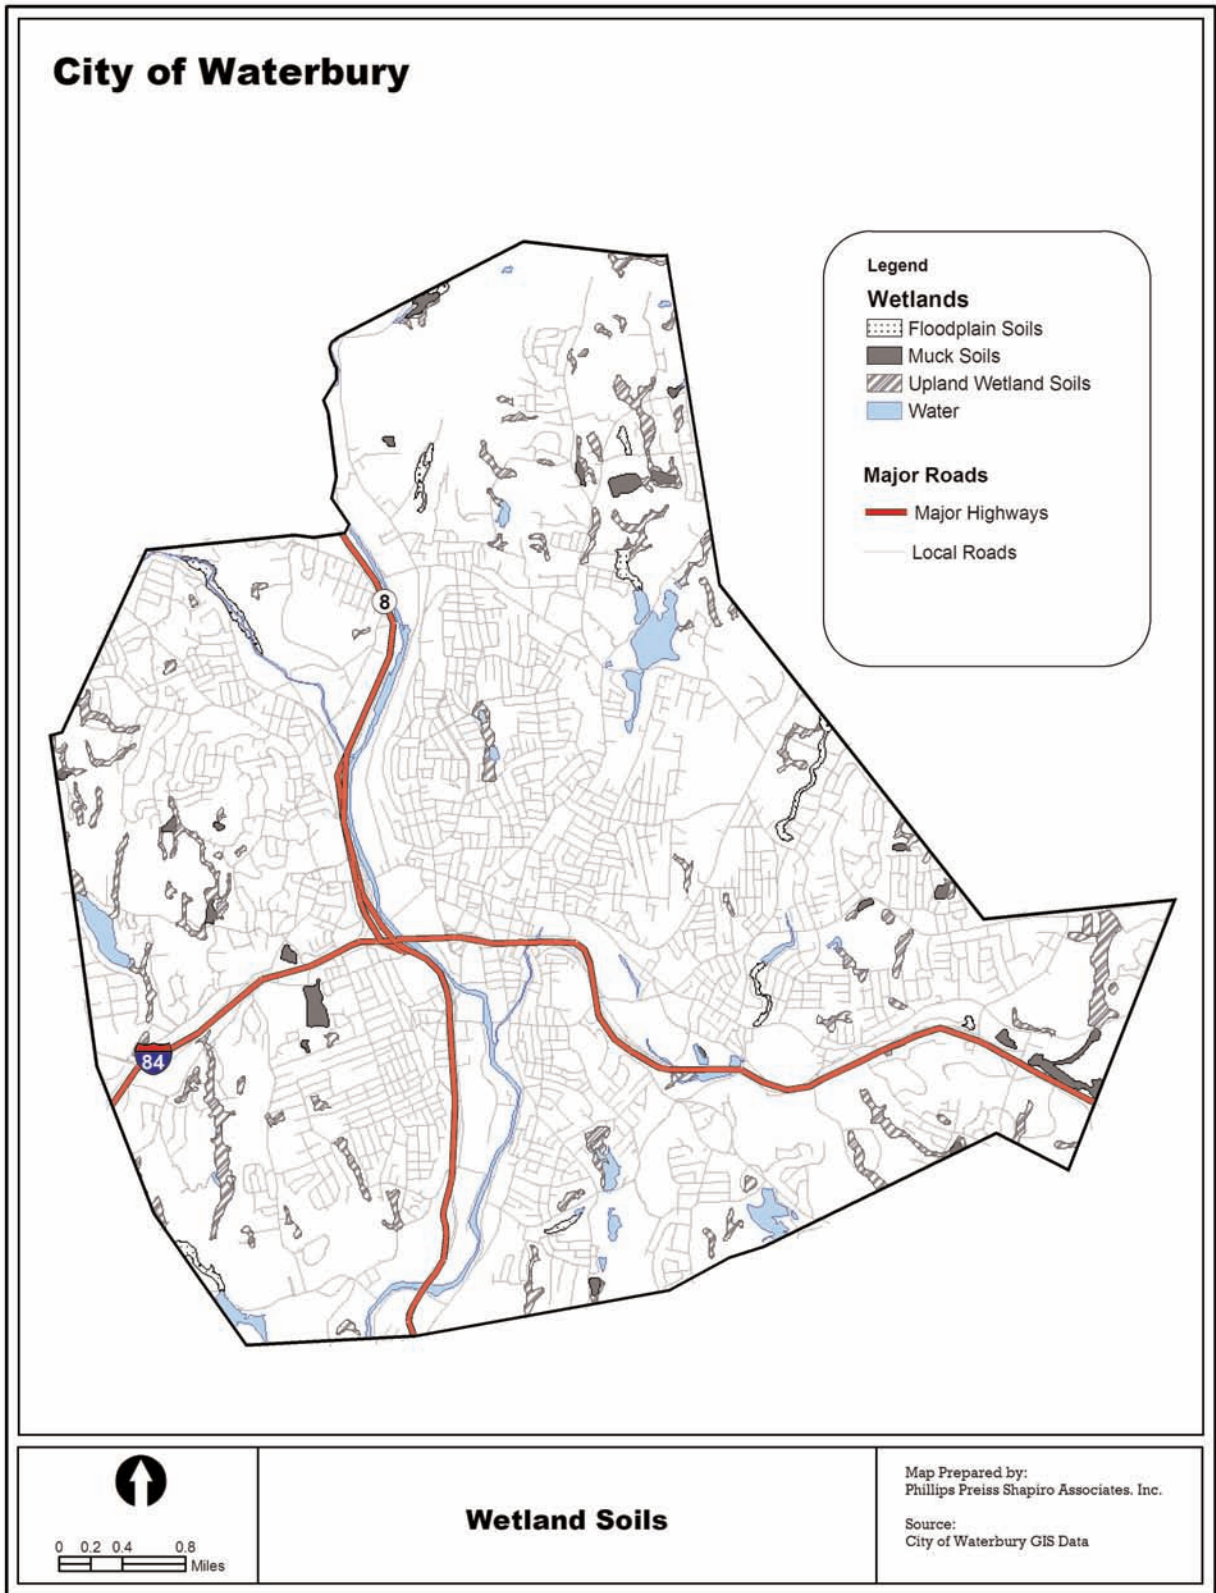 City of Waterbury
Legend
Wetlands
Floodplain Soils
Muck Soils
Upland Wetland Soils
Water
Major Roads
Major Highways
Local Roads
8
84
0 0.2 0.4 0.8
Miles
Wetland Soils
Map Prepared by:
Phillips Preiss Shapiro Associates. Inc.
Source:
City of Waterbury GIS Data